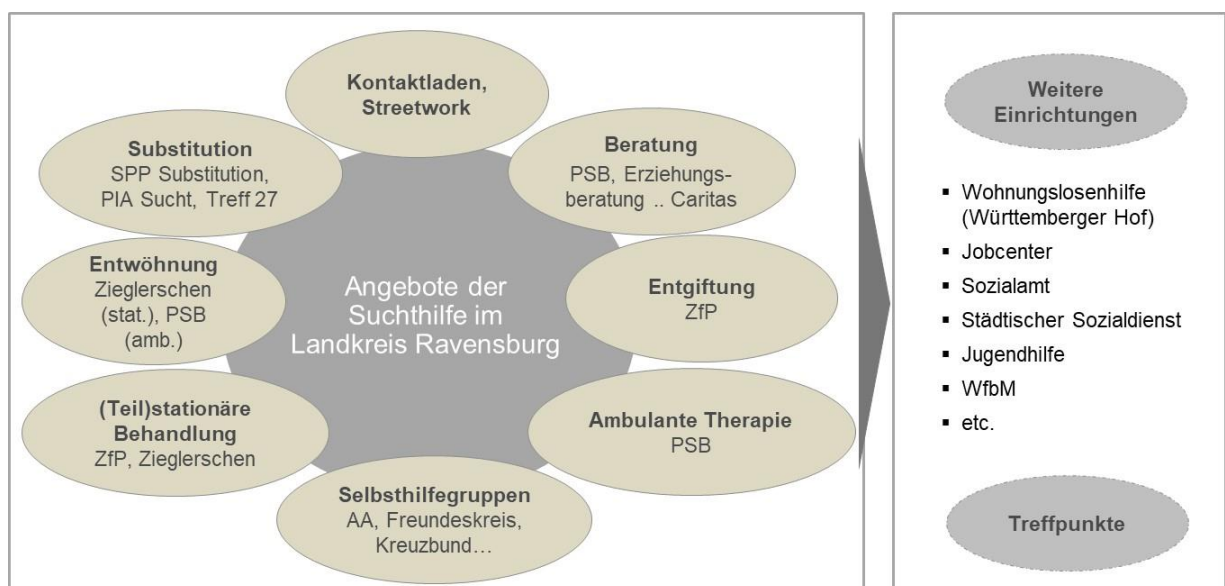 Kontaktladen,
Streetwork
Substitution
SPP Substitution,
PIA Sucht, Treff 27
Beratung
PSB, Erziehungs-
beratung .. Caritas
Entwöhnung
Zieglerschen
(stat.), PSB
(amb.)
Angebote der
Suchthilfe im
Landkreis Ravensburg
Entgiftung
ZfP
(Teil)stationäre
Behandlung
ZfP, Zieglerschen
Ambulante Therapie
PSB
Selbsthilfegruppen
AA, Freundeskreis,
Kreuzbund...
Weitere
Einrichtungen
▪ Wohnungslosenhilfe
(Württemberger Hof)
▪ Jobcenter
▪ Sozialamt
▪ Städtischer Sozialdienst
▪ Jugendhilfe
▪ WfbM
▪ etc.
Treffpunkte